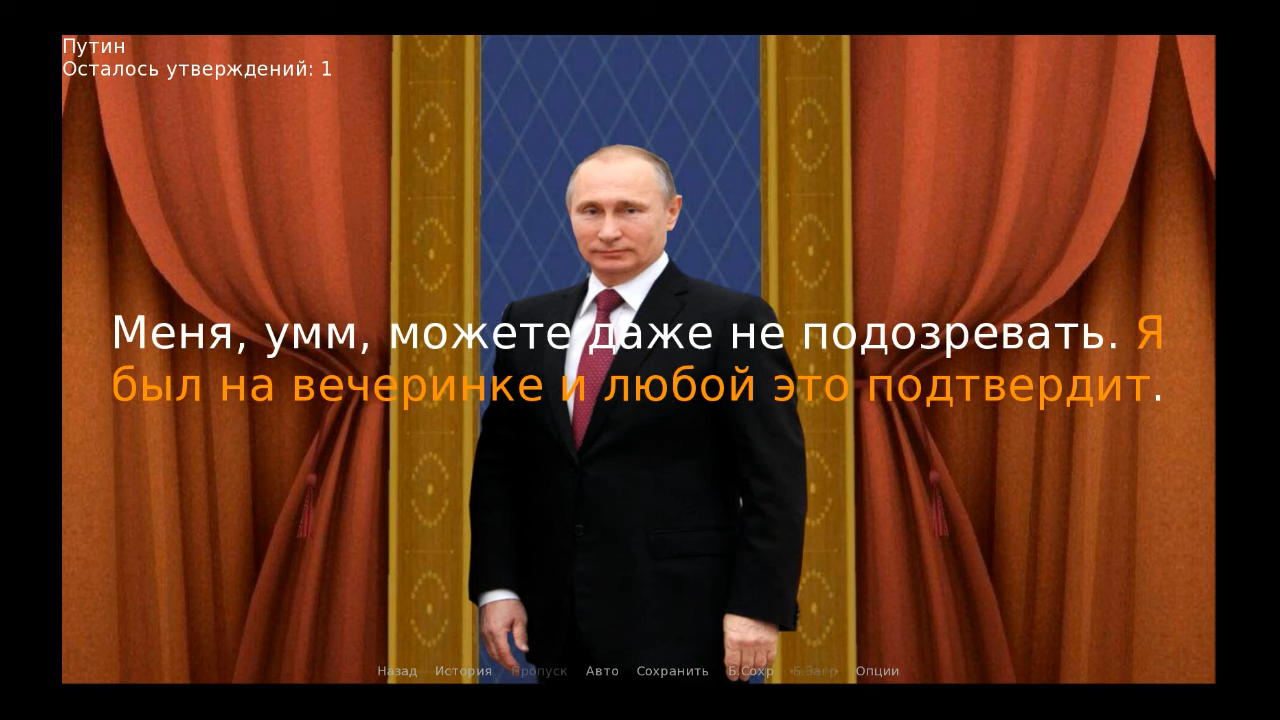 Путин
Осталось утверждений: 1
Меня, умм, можете даже не подозревать. Я
был на вечеринке и любой это подтвердит.
Назад История Пропуск Авто Сохранить Б.Сохр Б.Загр Опции